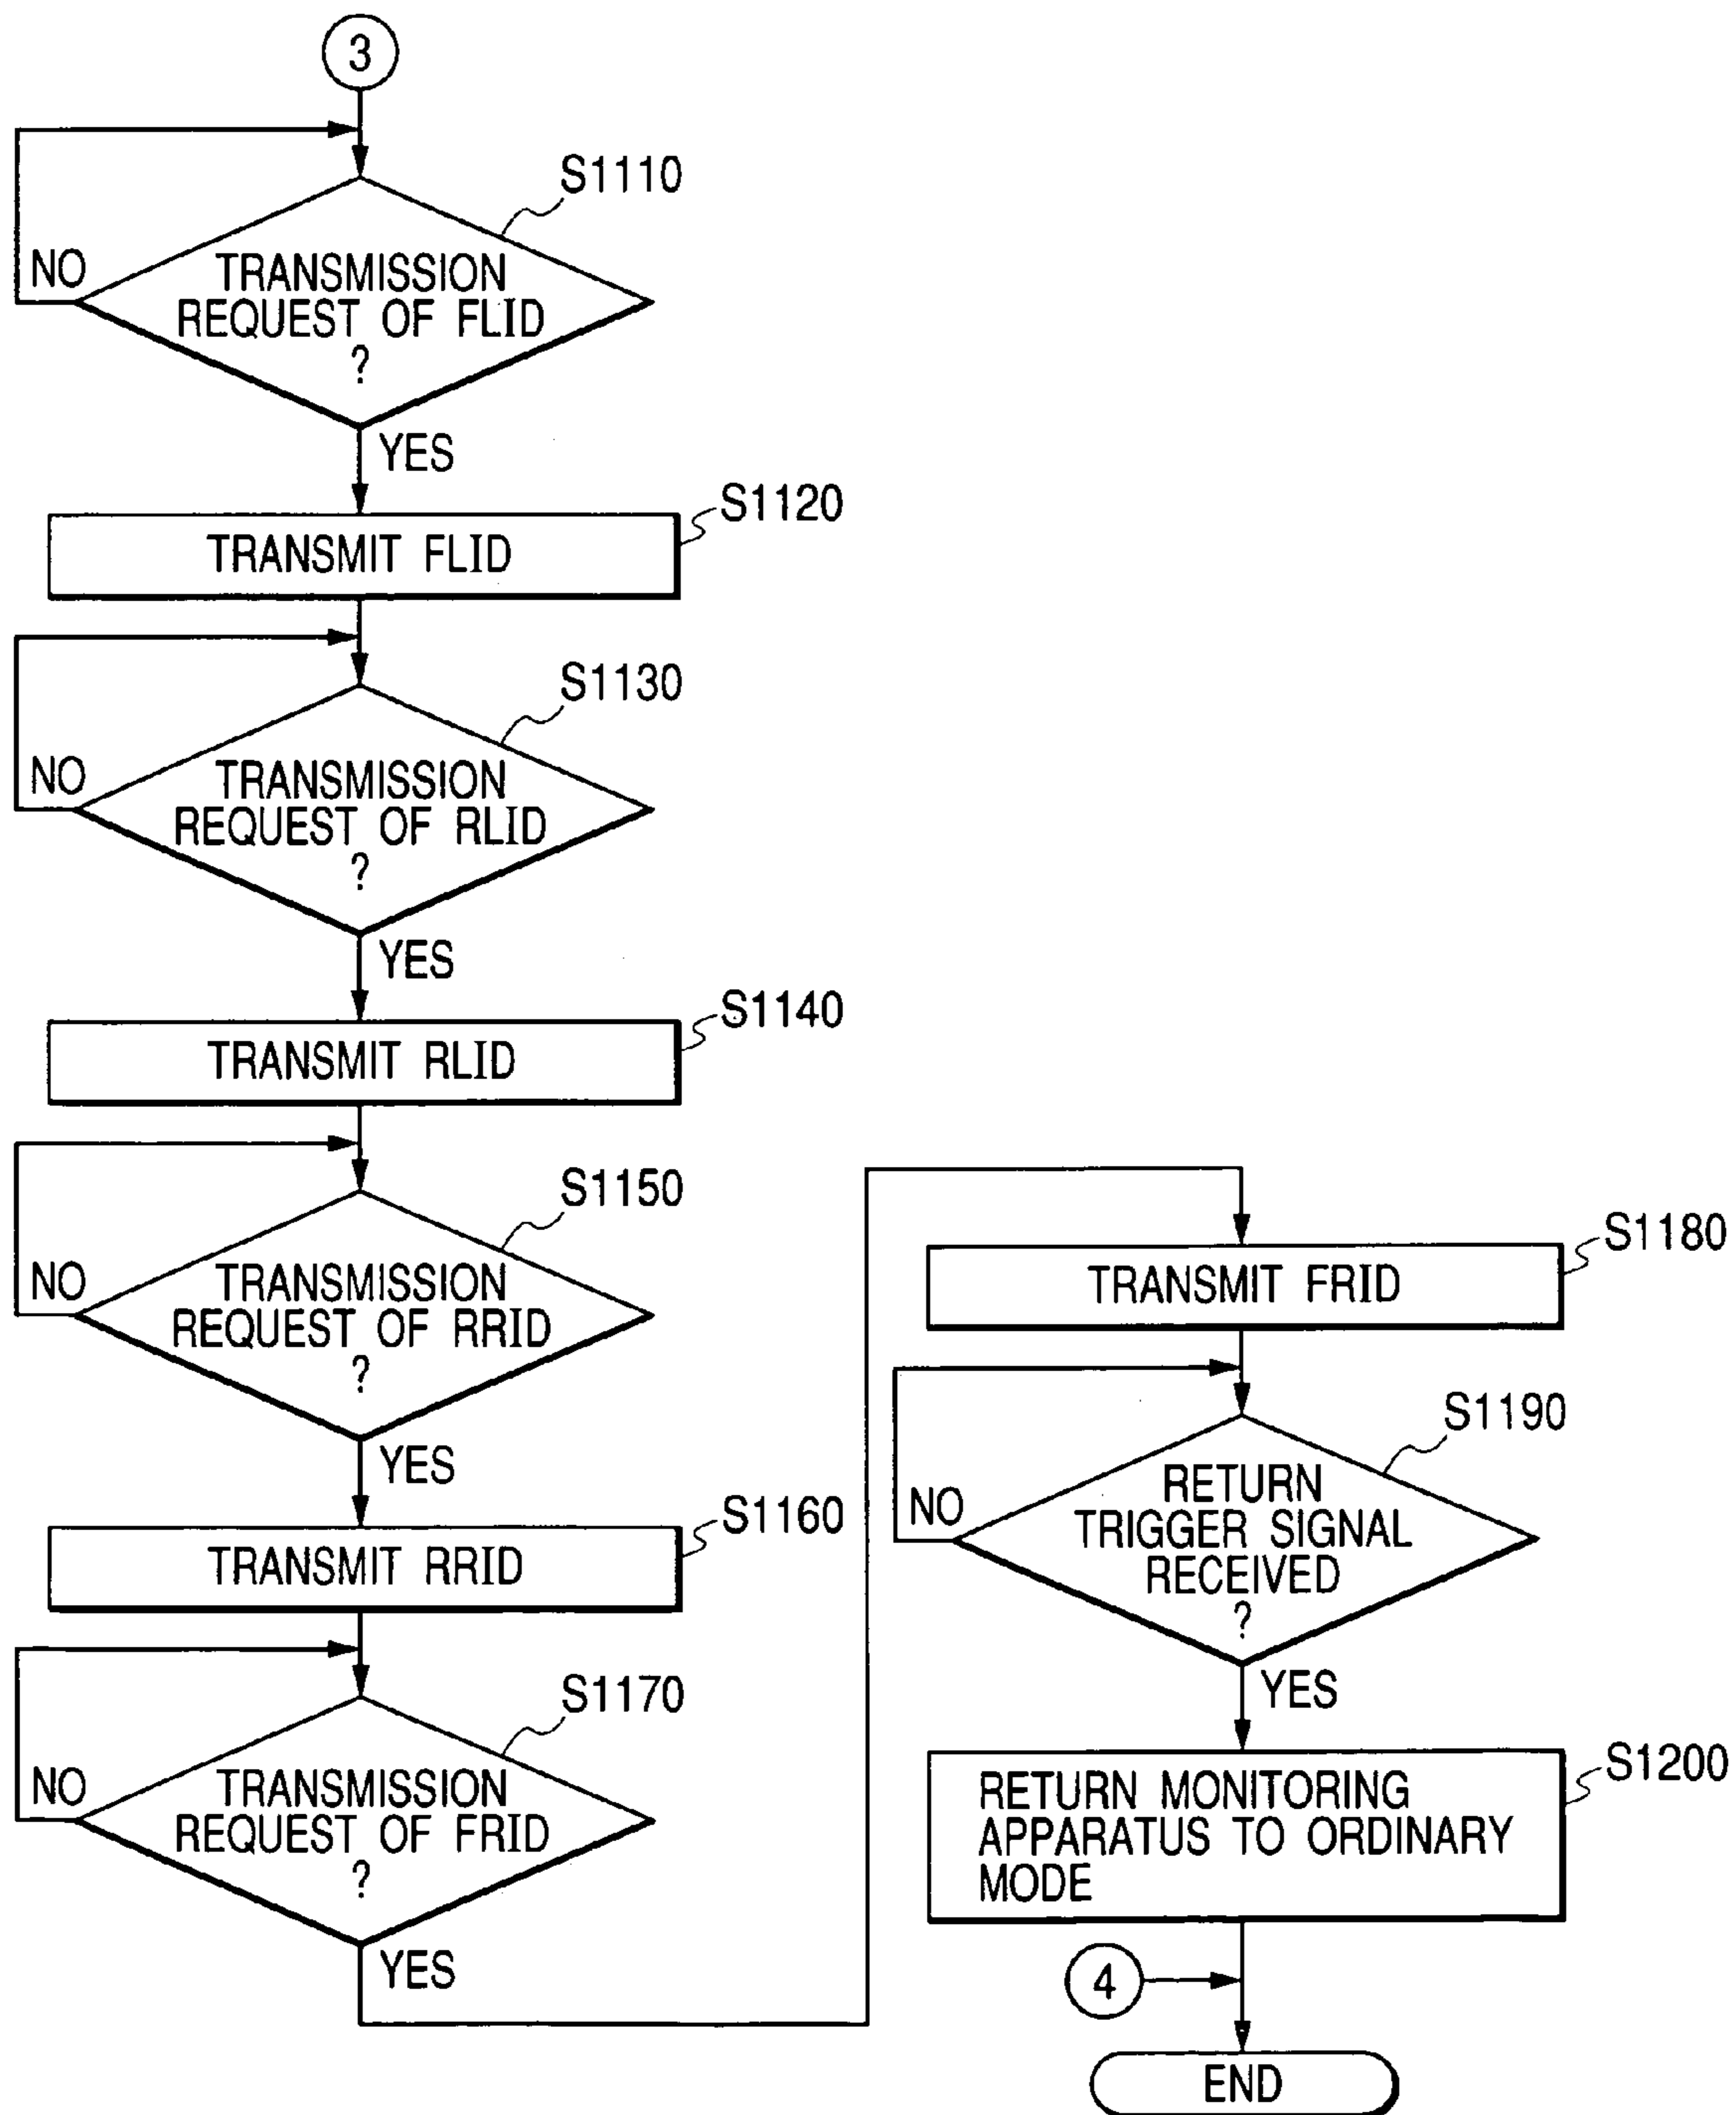 3
S1110
NO
TRANSMISSION
REQUEST OF FLID
?
YES
S1120
TRANSMIT FLID
S1130
NO
TRANSMISSION
REQUEST OF RLID
?
YES
S1140
TRANSMIT RLID
S1150
NO
TRANSMISSION
REQUEST OF RRID
?
YES
S1160
TRANSMIT RRID
S1170
NO
TRANSMISSION
REQUEST OF FRID
?
YES
S1180
TRANSMIT FRID
S1190
NO
RETURN
TRIGGER SIGNAL
RECEIVED
?
YES
S1200
RETURN MONITORING
APPARATUS TO ORDINARY
MODE
4
END